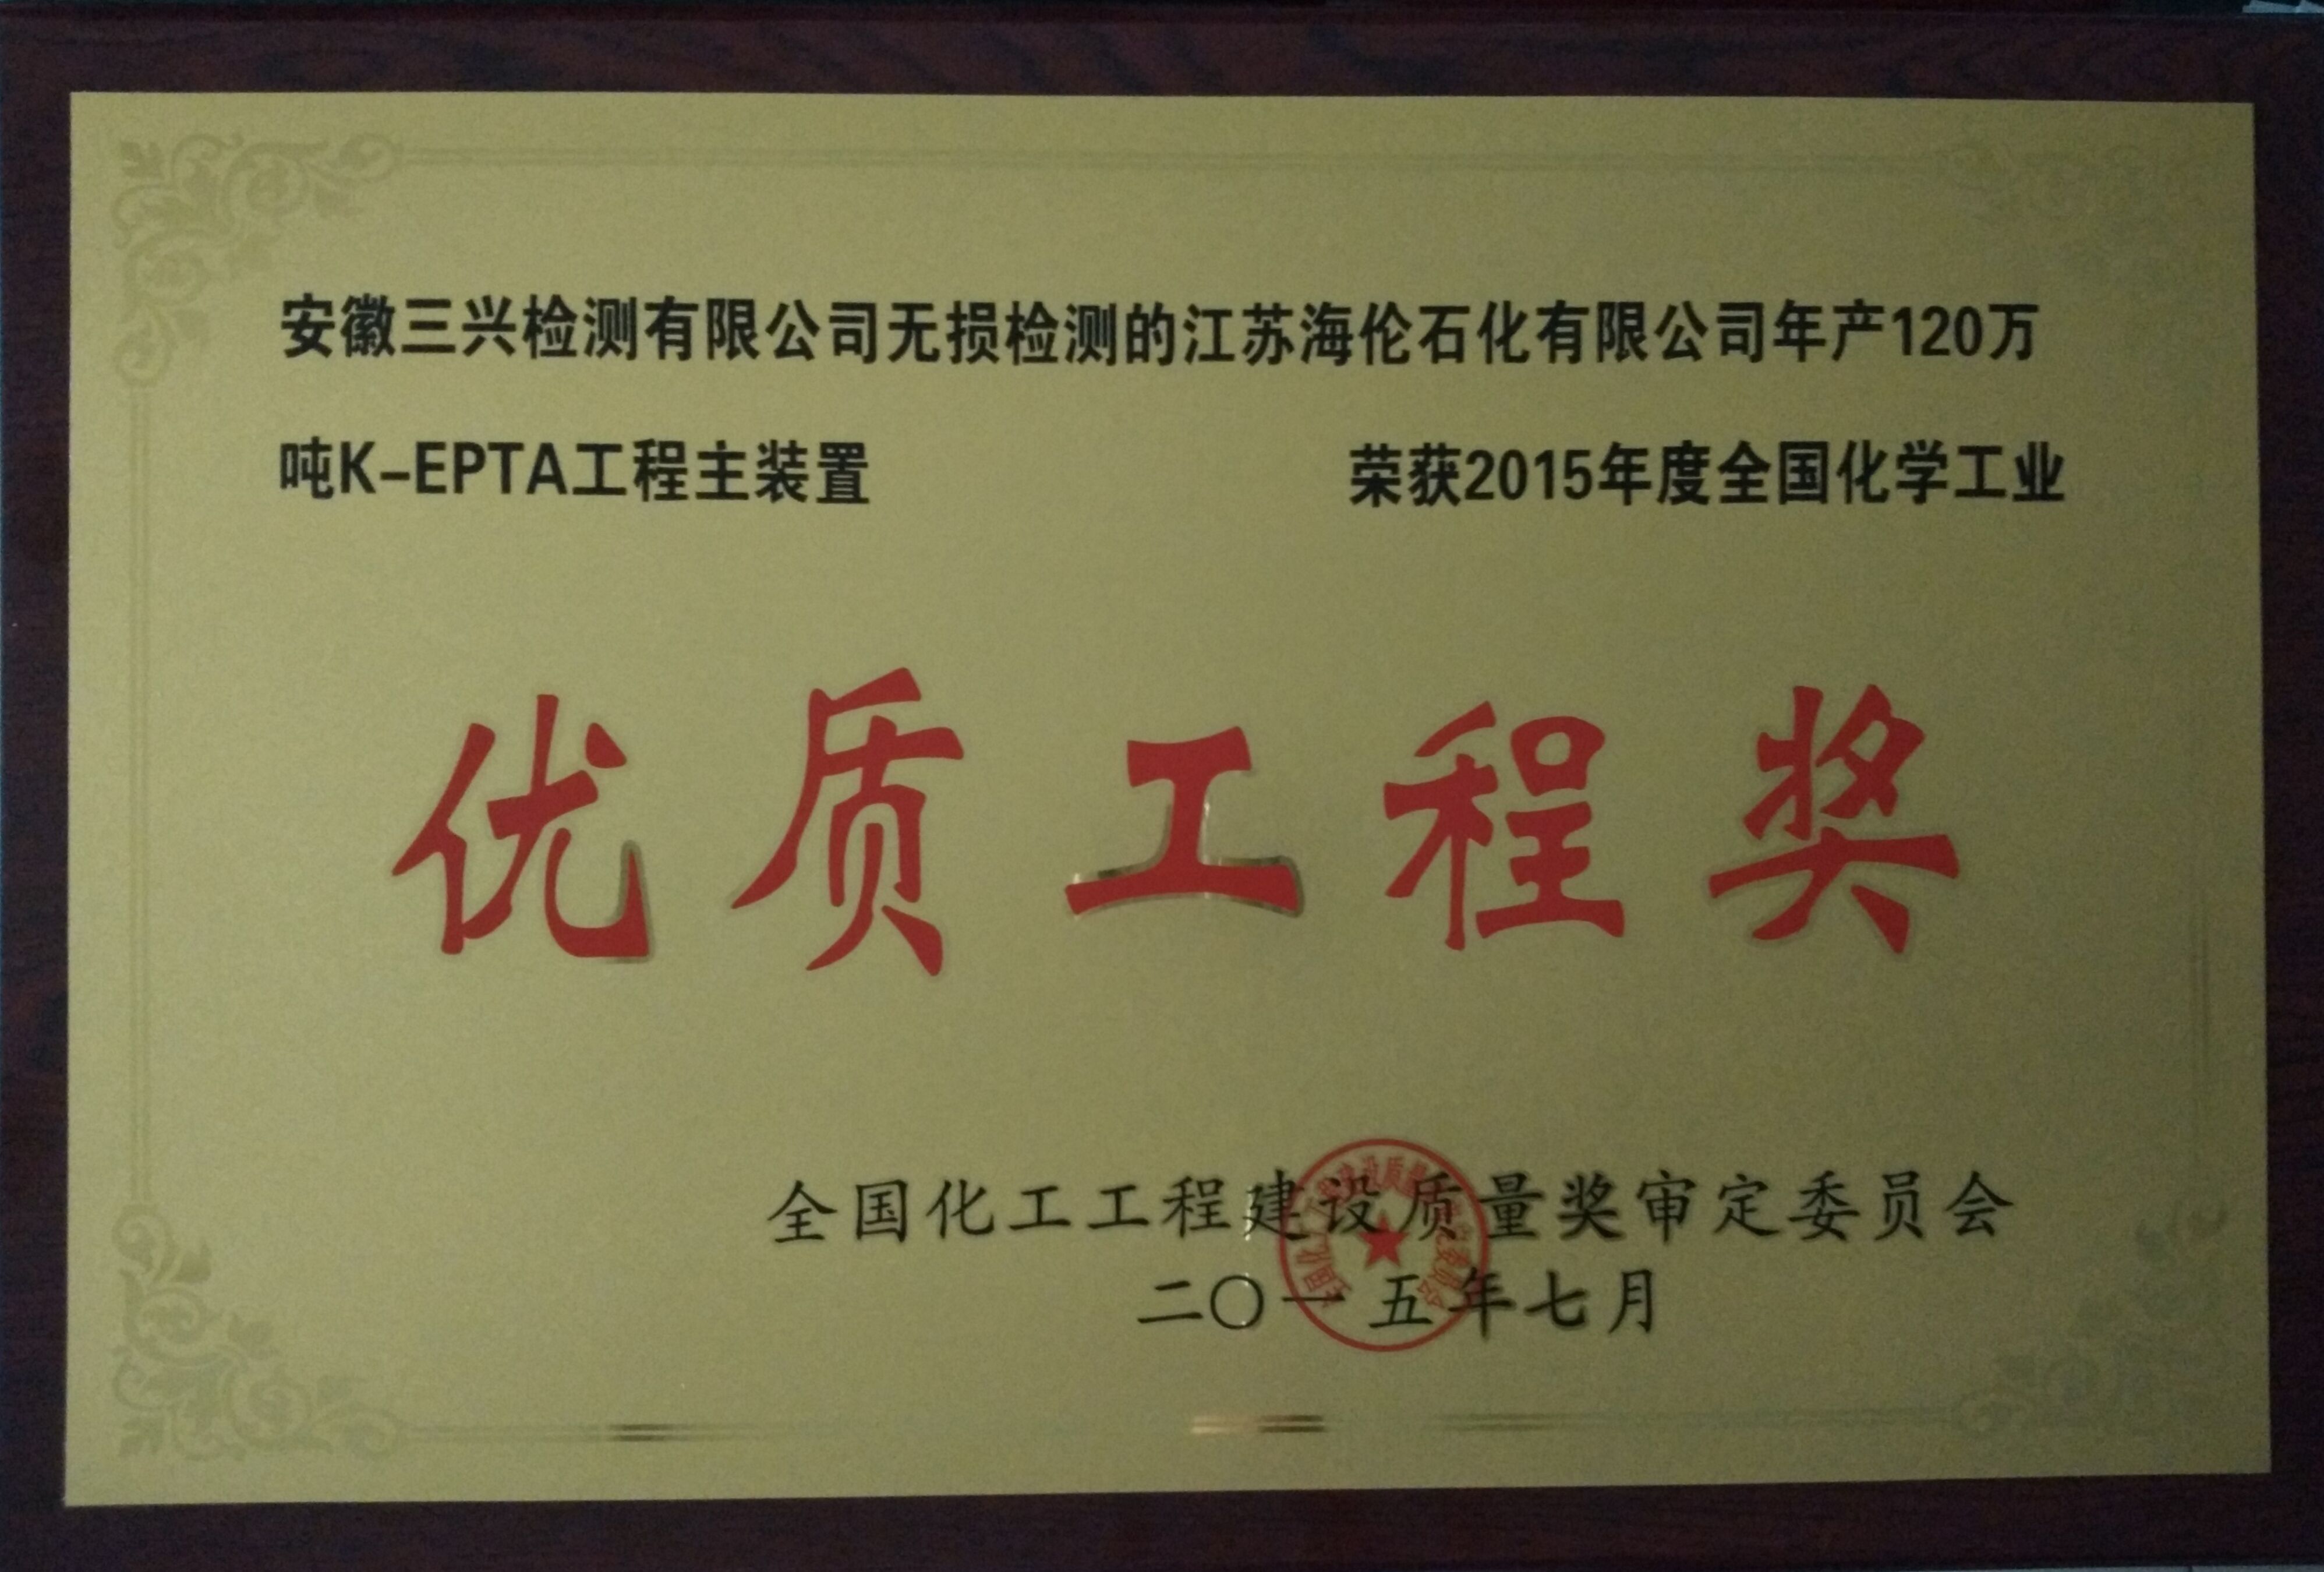 安徽三兴检测有限公司无损检测的江苏海伦石化有限公司年产120万
吨K-EPTA工程主装置 荣获2015年度全国化学工业
优质工程奖
全国化工工程建设质量奖审定委员会
二〇一五年七月